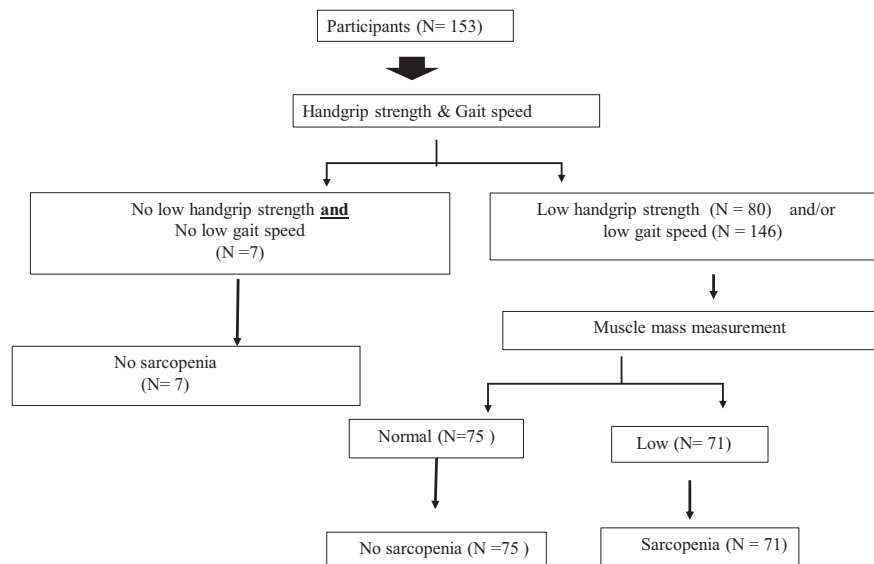 Participants (N= 153)
Handgrip strength & Gait speed
No low handgrip strength and
No low gait speed
(N =7)
Low handgrip strength (N = 80) and/or
low gait speed (N = 146)
Muscle mass measurement
No sarcopenia
(N= 7)
Normal (N=75 )
Low (N= 71)
No sarcopenia (N =75 )
Sarcopenia (N = 71)